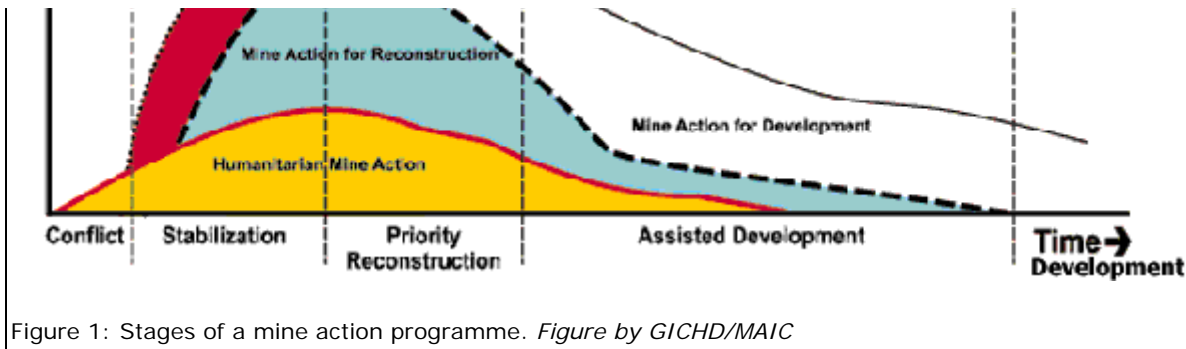 Mine Action for Reconstruction
Mine Action for Development
Humanitarian Mine Action
Conflict
Stabilization
Priority
Reconstruction
Assisted Development
Time
Development
Figure 1: Stages of a mine action programme. Figure by GICHD/MAIC